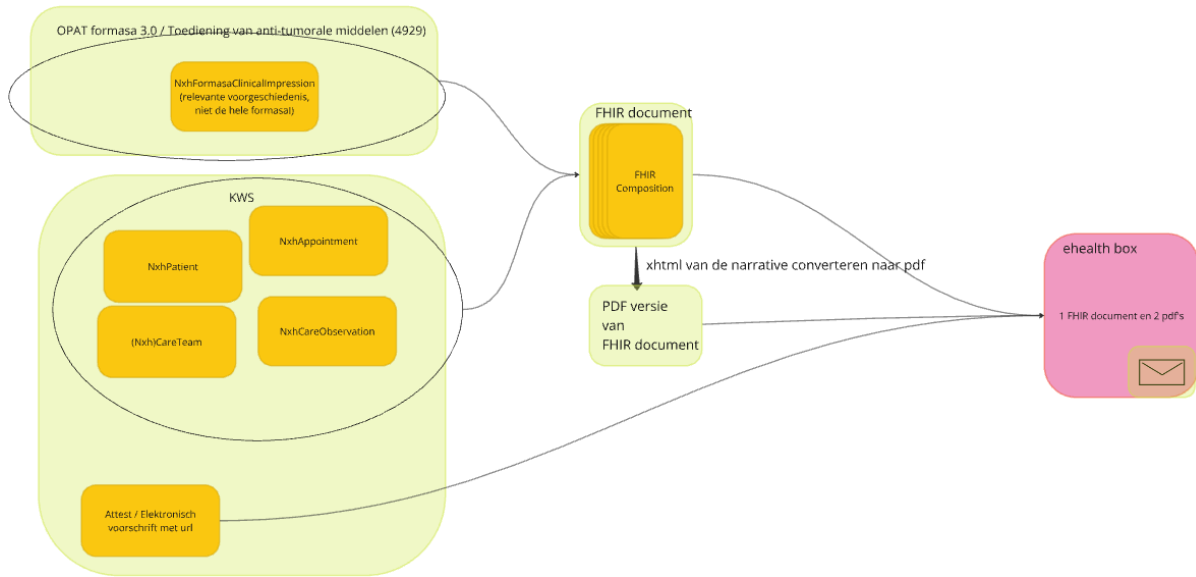 OPAT formasa 3.0 / Toediening van anti-tumorale middelen (4929)
NxhFormasaClinicalImpression
(relevante voorgeschiedenis,
niet de hele formasa)
KWS
NxhAppointment
NxhPatient
NxhCareObservation
(Nxh)CareTeam
Attest / Elektronisch
voorschrift met url
FHIR document
FHIR
Composition
xhtml van de narrative converteren naar pdf
PDF versie
van
FHIR document
ehealth box
1 FHIR document en 2 pdf's